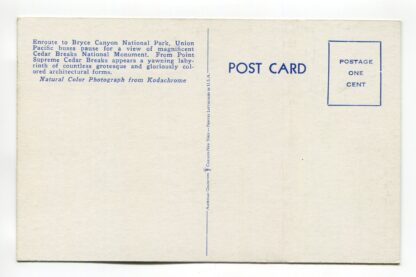 Enroute to Bryce Canyon National Park, Union
Pacific buses pause for a view of magnificent
Cedar Breaks National Monument. From Point
Supreme Cedar Breaks appears a yawning laby-
rinth of countless grotesque and gloriously col-
ored architectural forms.
Natural Color Photograph from Kodachrome
POST CARD
POSTAGE
ONE
CENT